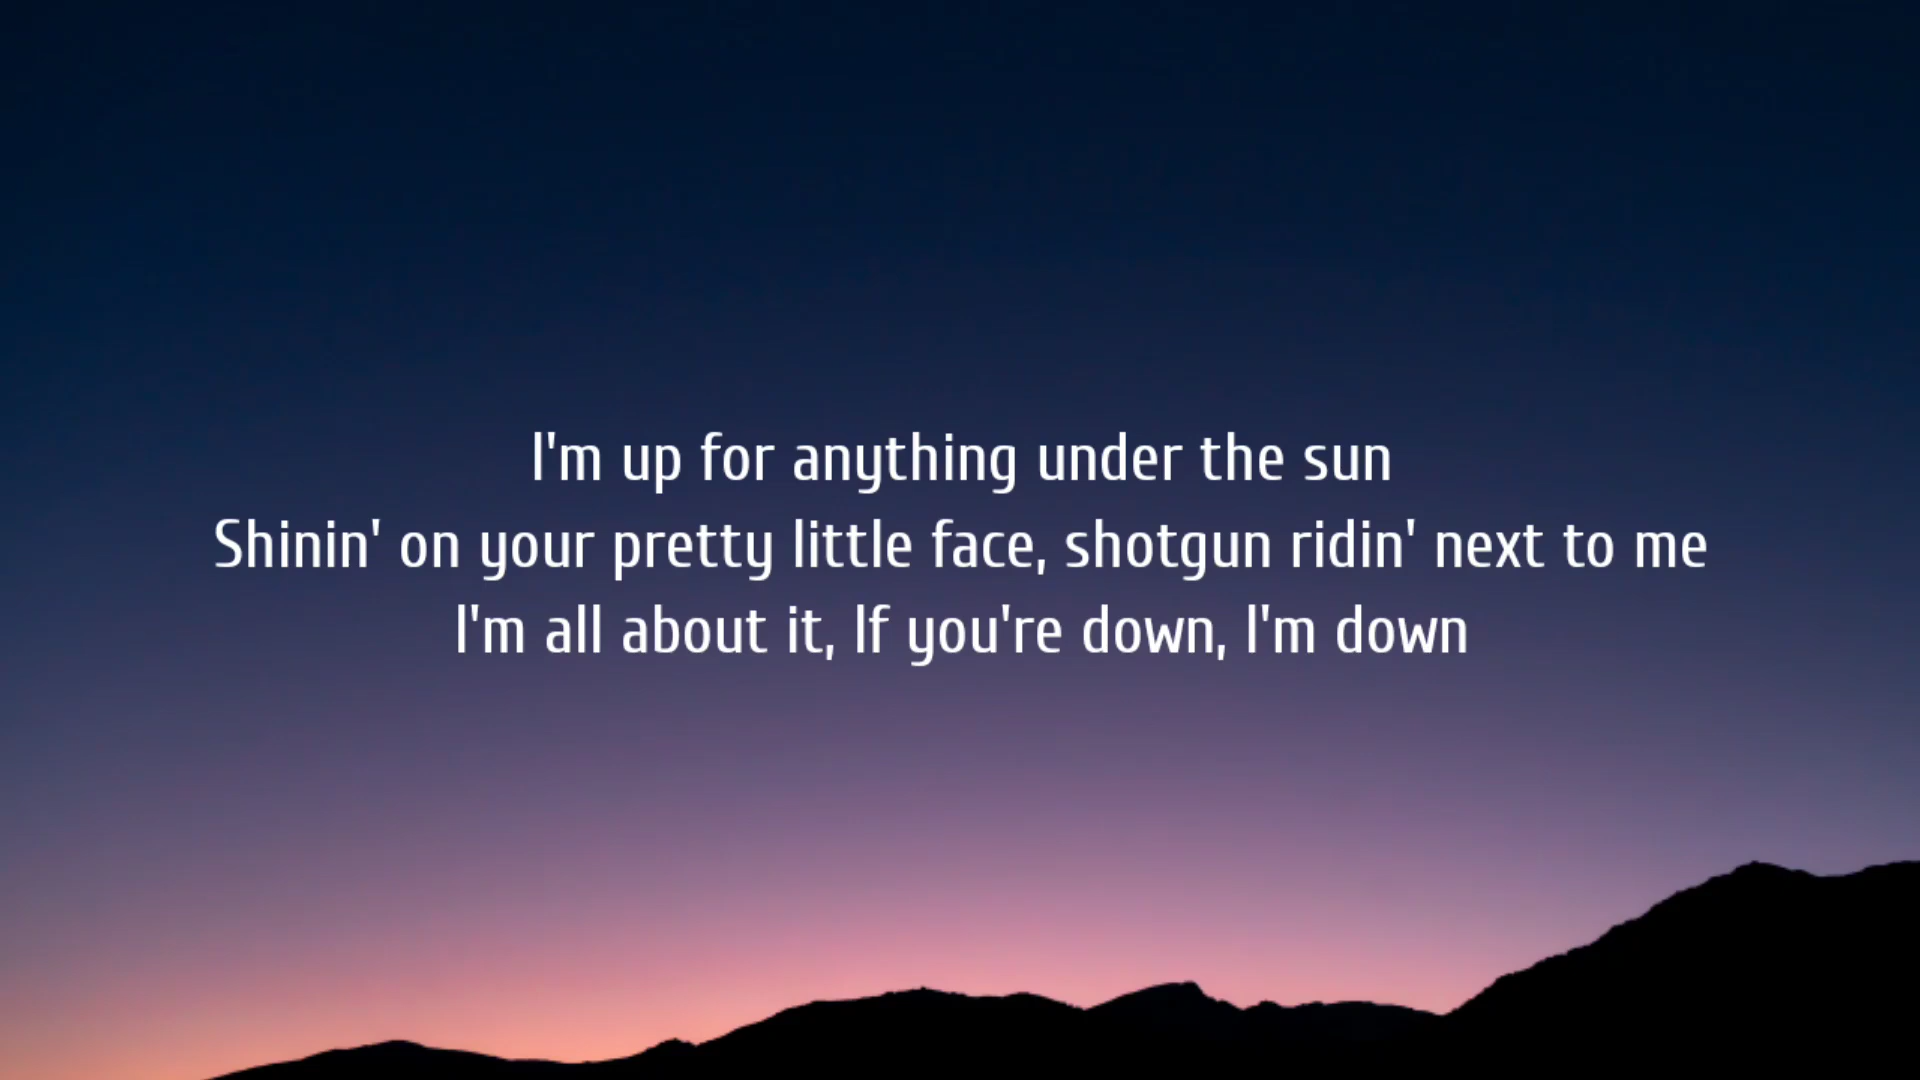 I'm up for anything under the sun
Shinin' on your pretty little face, shotgun ridin' next to me
I'm all about it, If you're down, I'm down